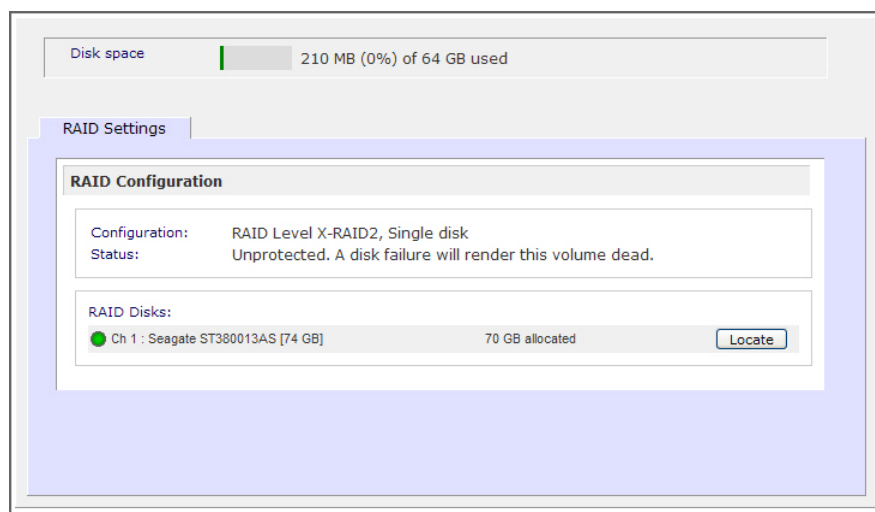 Disk space 210 MB (0%) of 64 GB used
RAID Settings
RAID Configuration
Configuration: RAID Level X-RAID2, Single disk
Status: Unprotected. A disk failure will render this volume dead.
RAID Disks:
Ch 1 : Seagate ST380013AS [74 GB] 70 GB allocated Locate